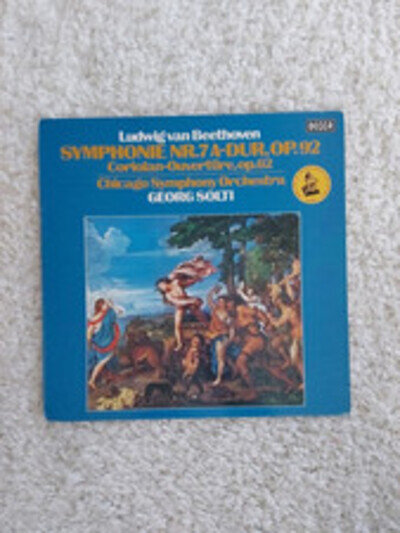 DECCA
Ludwig van Beethoven
SYMPHONIE NR.7 A-DUR, OP. 92
Coriolan-Ouvertüre, op. 62
Chicago Symphony Orchestra
GEORG SOLTI